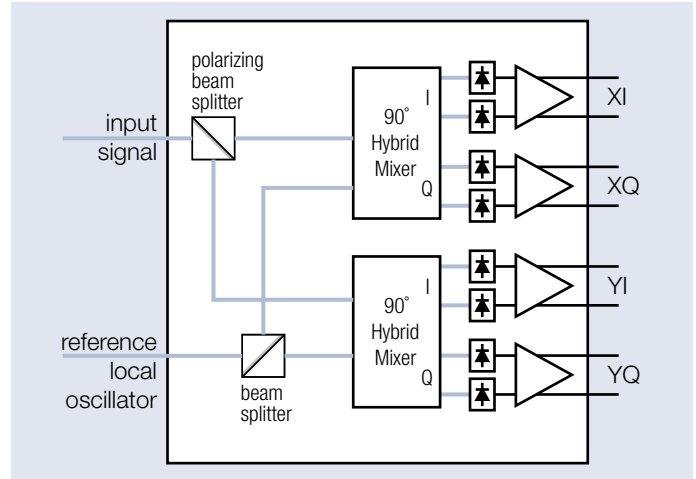 polarizing
beam
splitter
input
signal
I
90°
Hybrid
Mixer
Q
XI
XQ
I
90°
Hybrid
Mixer
Q
YI
YQ
reference
local
oscillator
beam
splitter